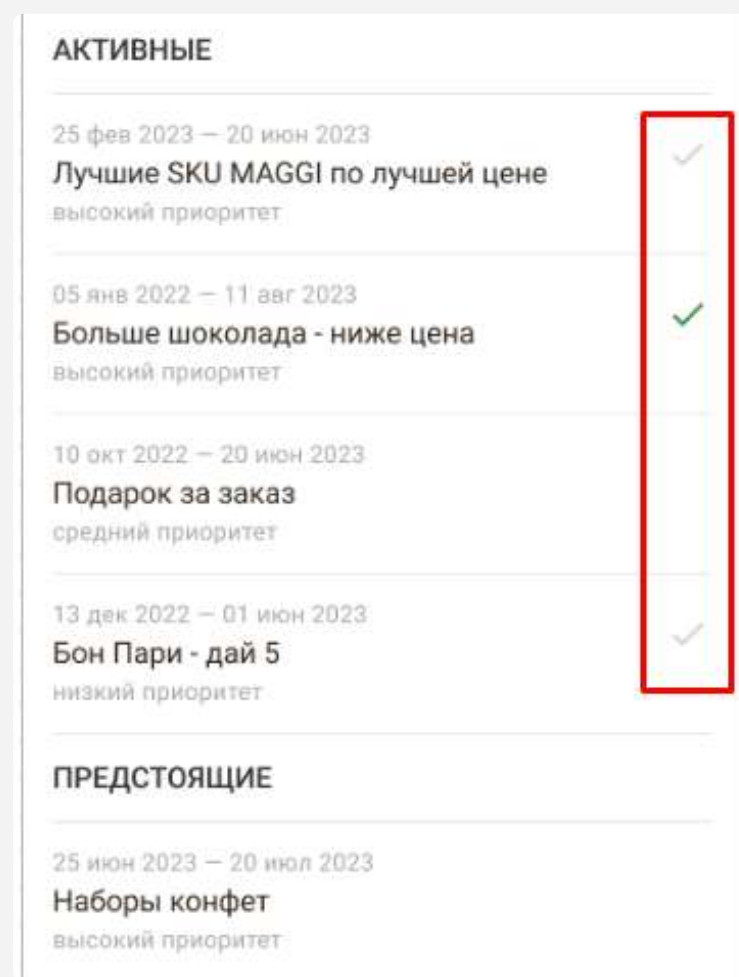 АКТИВНЫЕ
25 фев 2023 — 20 июн 2023
Лучшие SKU MAGGI по лучшей цене
высокий приоритет
05 янв 2022 — 11 авг 2023
Больше шоколада - ниже цена
высокий приоритет
10 окт 2022 — 20 июн 2023
Подарок за заказ
средний приоритет
13 дек 2022 — 01 июн 2023
Бон Пари - дай 5
низкий приоритет
ПРЕДСТОЯЩИЕ
25 июн 2023 — 20 июл 2023
Наборы конфет
высокий приоритет